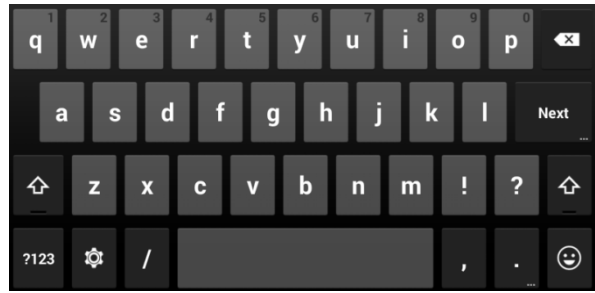 1 2 3 4 5 6 7 8 9 0
q w e r t y u i o p
a s d f g h j k l Next
...
z x c v b n m ! ?
?123 / , .
...